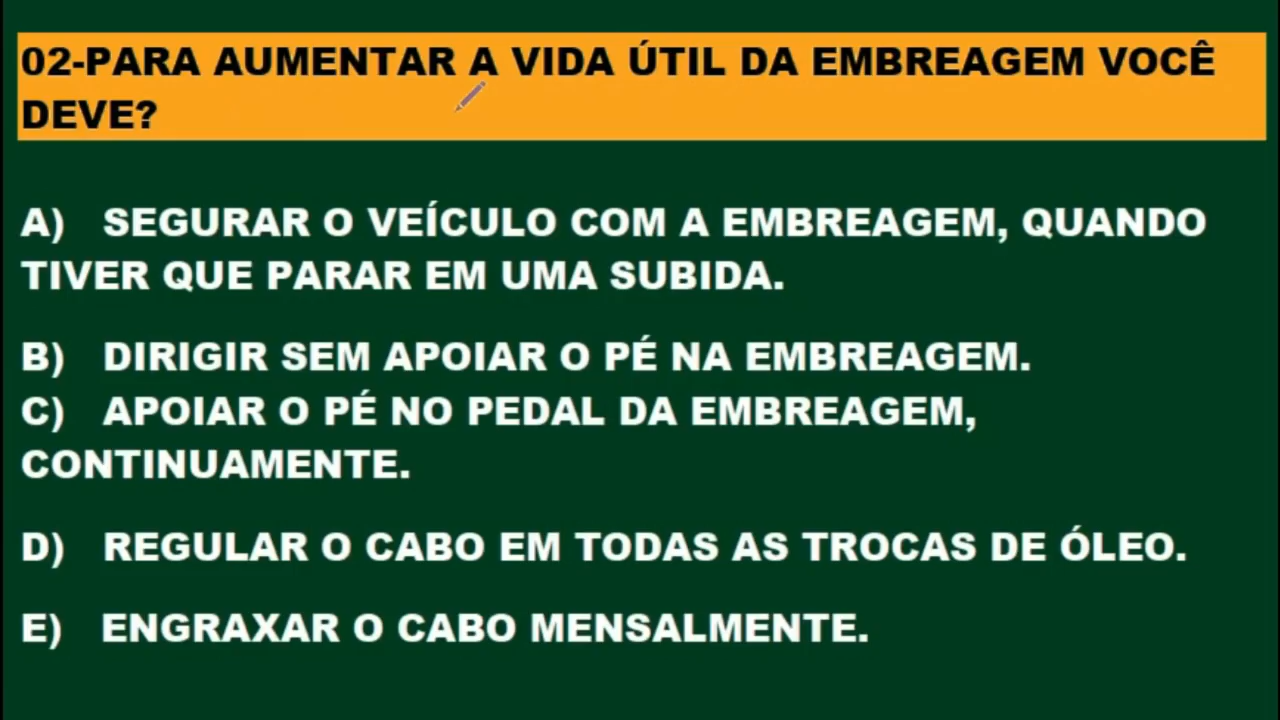 02-PARA AUMENTAR A VIDA ÚTIL DA EMBREAGEM VOCÊ
DEVE?
A) SEGURAR O VEÍCULO COM A EMBREAGEM, QUANDO
TIVER QUE PARAR EM UMA SUBIDA.
B) DIRIGIR SEM APOIAR O PÉ NA EMBREAGEM.
C) APOIAR O PÉ NO PEDAL DA EMBREAGEM,
CONTINUAMENTE.
D) REGULAR O CABO EM TODAS AS TROCAS DE ÓLEO.
E) ENGRAXAR O CABO MENSALMENTE.